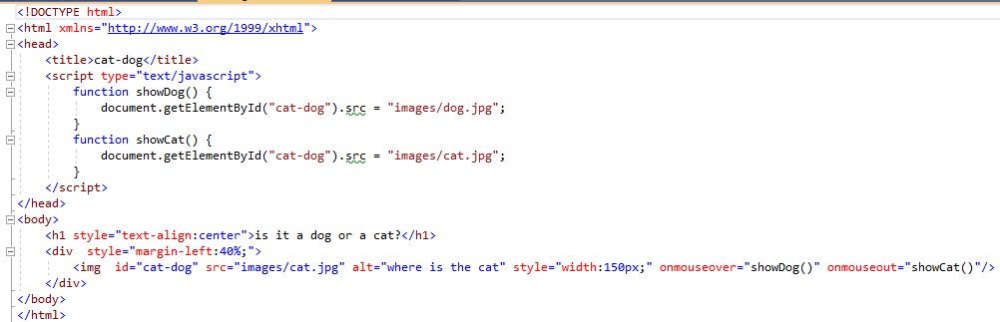 <!DOCTYPE html>
<html xmlns="http://www.w3.org/1999/xhtml">
<head>
    <title>cat-dog</title>
    <script type="text/javascript">
        function showDog() {
            document.getElementById("cat-dog").src = "images/dog.jpg";
        }
        function showCat() {
            document.getElementById("cat-dog").src = "images/cat.jpg";
        }
    </script>
</head>
<body>
    <h1 style="text-align:center">is it a dog or a cat?</h1>
    <div  style="margin-left:40%;">
        <img  id="cat-dog" src="images/cat.jpg" alt="where is the cat" style="width:150px;" onmouseover="showDog()" onmouseout="showCat()"/>
    </div>
</body>
</html>